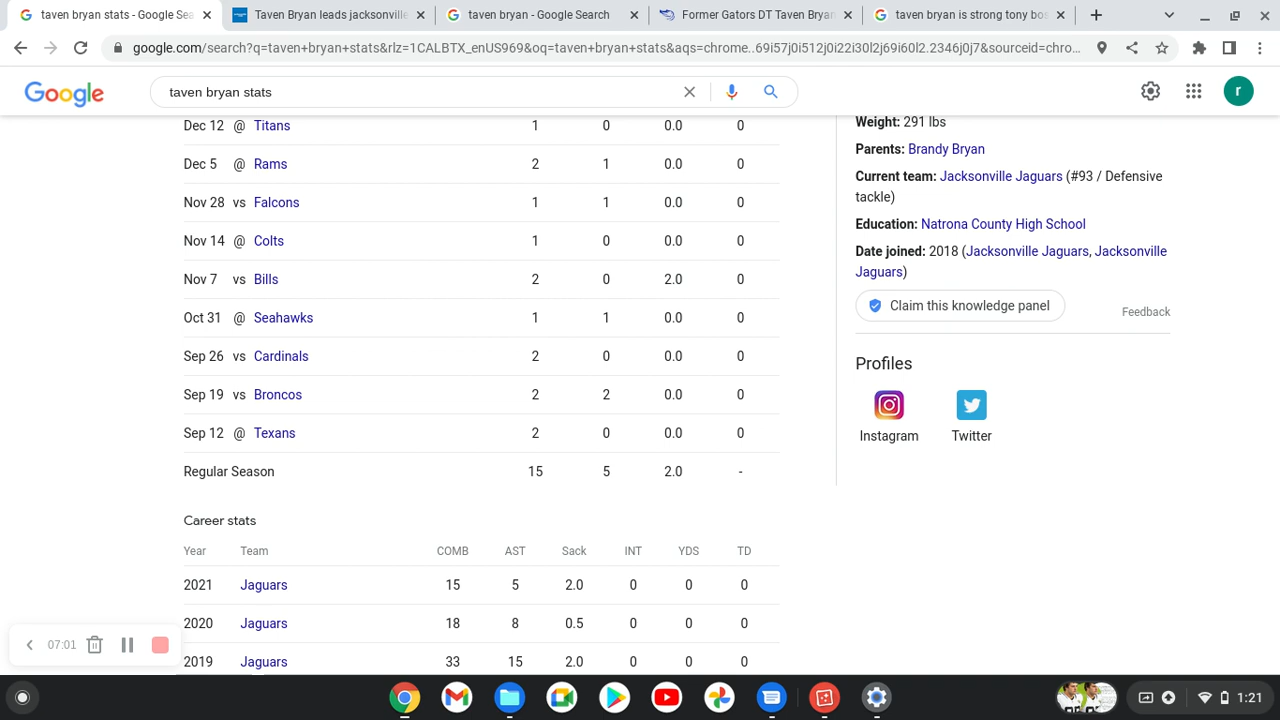 taven bryan stats - Google Sea
Taven Bryan leads jacksonville
taven bryan - Google Search
Former Gators DT Taven Bryan
taven bryan is strong tony bos
google.com/search?q=taven+bryan+stats&rlz=1CALBTX_enUS969&oq=taven+bryan+stats&aqs=chrome..69i57j0i512j0i22i30l2j69i60l2.2346j0j7&sourceid=chro...
Google
taven bryan stats
r
Dec 12 @ Titans 1 0 0.0 0
Dec 5 @ Rams 2 1 0.0 0
Nov 28 vs Falcons 1 1 0.0 0
Nov 14 @ Colts 1 0 0.0 0
Nov 7 vs Bills 2 0 2.0 0
Oct 31 @ Seahawks 1 1 0.0 0
Sep 26 vs Cardinals 2 0 0.0 0
Sep 19 vs Broncos 2 2 0.0 0
Sep 12 @ Texans 2 0 0.0 0
Regular Season 15 5 2.0 -
Career stats
Year Team COMB AST Sack INT YDS TD
2021 Jaguars 15 5 2.0 0 0 0
2020 Jaguars 18 8 0.5 0 0 0
2019 Jaguars 33 15 2.0 0 0 0
Weight: 291 lbs
Parents: Brandy Bryan
Current team: Jacksonville Jaguars (#93 / Defensive
tackle)
Education: Natrona County High School
Date joined: 2018 (Jacksonville Jaguars, Jacksonville
Jaguars)
Claim this knowledge panel
Feedback
Profiles
Instagram
Twitter
07:01
1:21